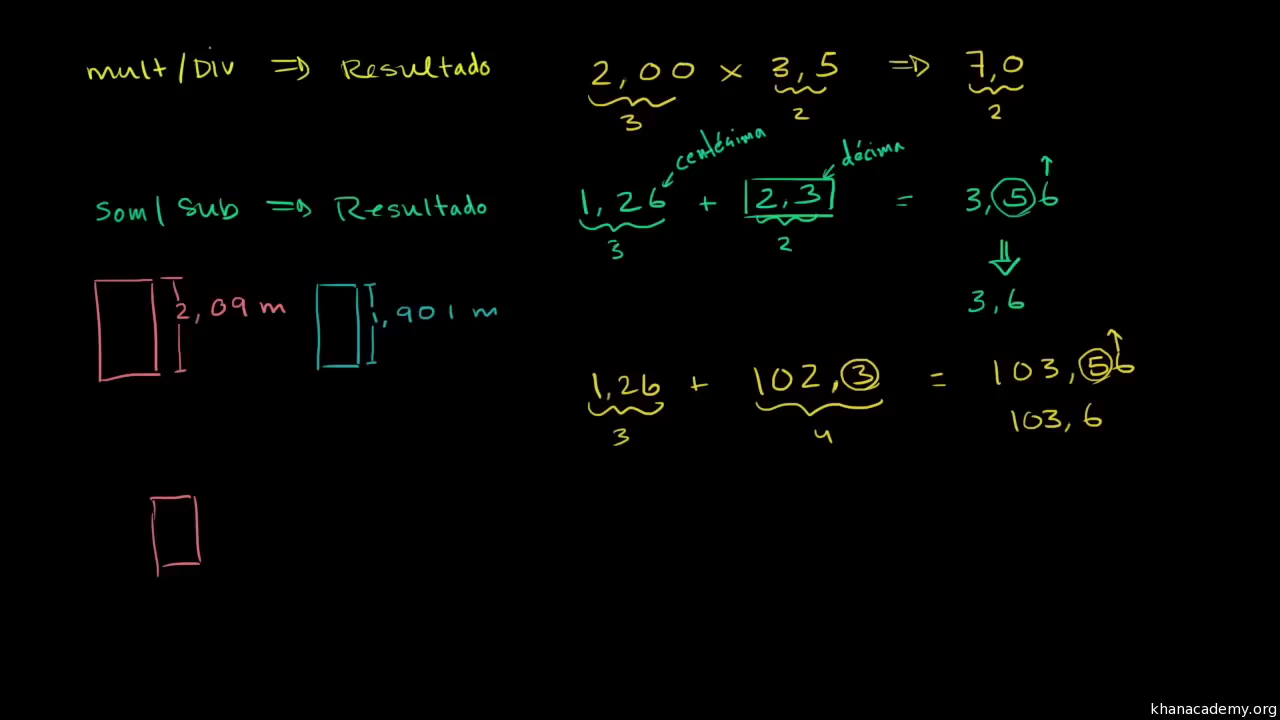 mult/Div ⇒ Resultado 2,00 × 3,5 ⇒ 7,0
3 2 2
centésima décima
som/Sub ⇒ Resultado 1,26 + 2,3 = 3,56
3 2
3,6
2,09 m 1,901 m
1,26 + 102,3 = 103,56
3 4
103,6
khanacademy.org